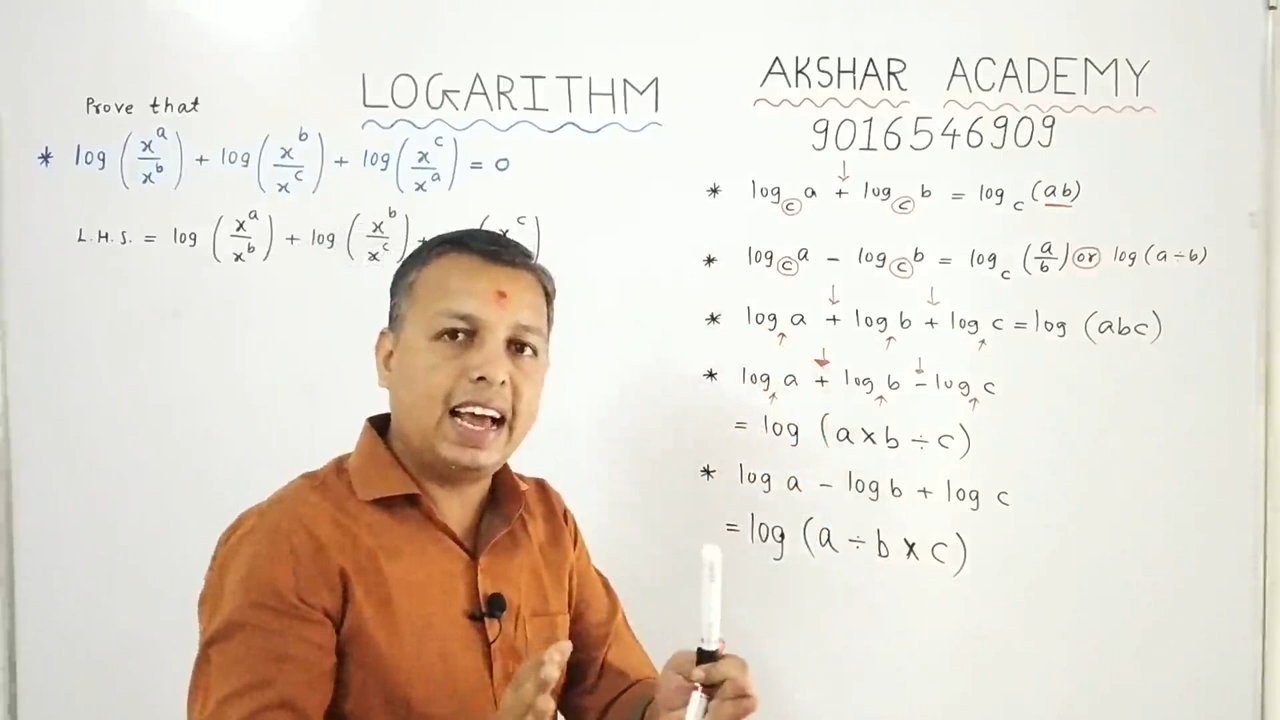 LOGARITHM
Prove that
* log (x^a/x^b) + log (x^b/x^c) + log (x^c/x^a) = 0
L.H.S. = log (x^a/x^b) + log (x^b/x^c) + (x^c)
AKSHAR ACADEMY
9016546909
* log_c a + log_c b = log_c (ab)
* log_c a - log_c b = log_c (a/b) or log (a ÷ b)
* log a + log b + log c = log (abc)
* log a + log b - log c
= log (a x b ÷ c)
* log a - log b + log c
= log (a ÷ b x c)